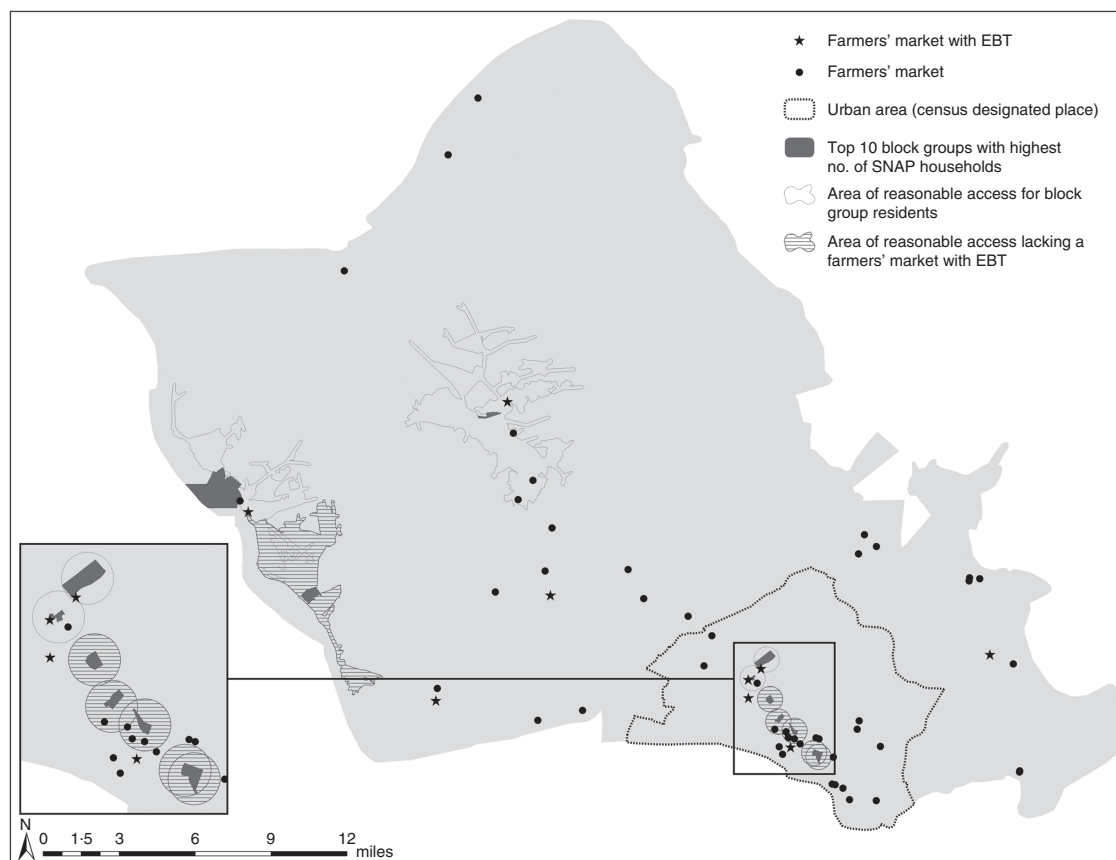 Farmers’ market with EBT
Farmers’ market
Urban area (census designated place)
Top 10 block groups with highest
no. of SNAP households
Area of reasonable access for block
group residents
Area of reasonable access lacking a
farmers’ market with EBT
N
0 1·5 3 6 9 12
miles